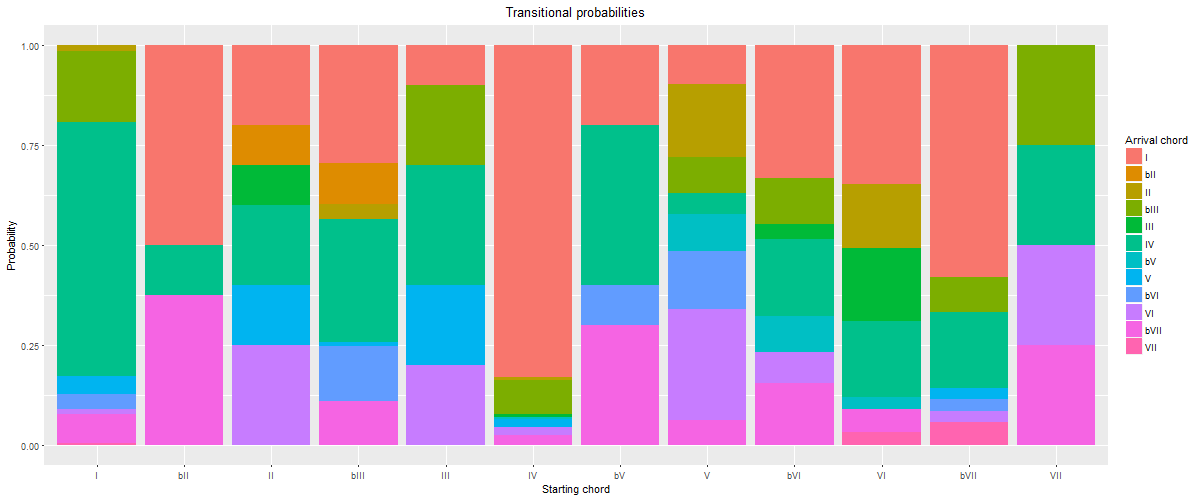 Transitional probabilities
1.00
0.75
0.50
0.25
0.00
Probability
I bII II bIII III IV bV V bVI VI bVII VII
Starting chord
Arrival chord
I
bII
II
bIII
III
IV
bV
V
bVI
VI
bVII
VII